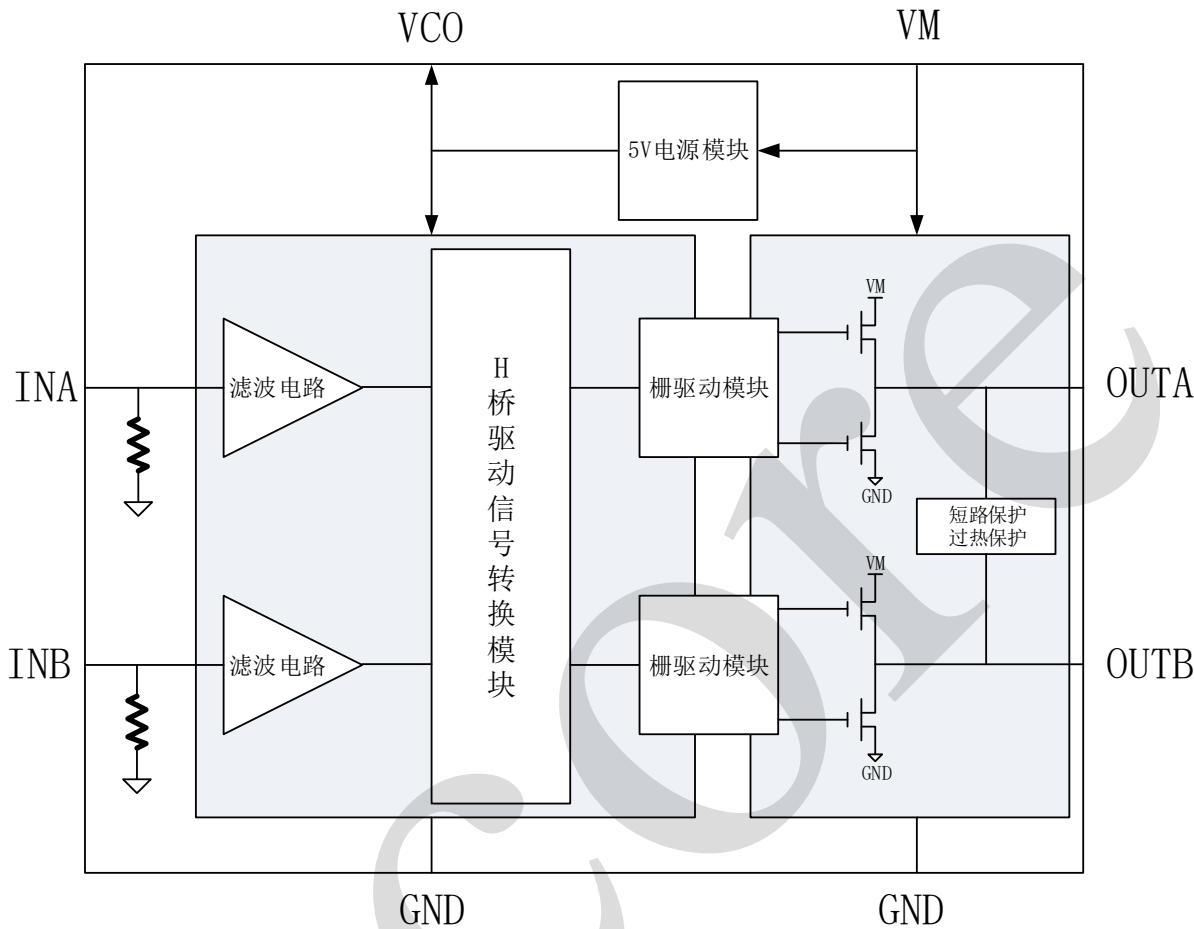 VCO
VM
5V电源模块
INA
滤波电路
H
桥
驱
动
信
号
转
换
模
块
栅驱动模块
VM
GND
OUTA
短路保护
过热保护
INB
滤波电路
栅驱动模块
VM
GND
OUTB
GND
GND
core